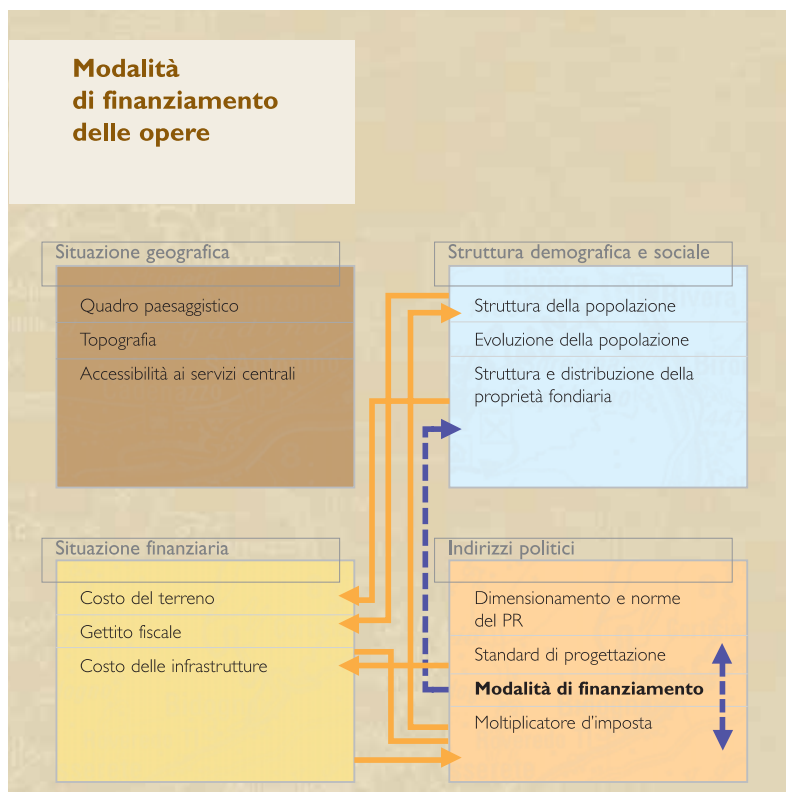 Modalità
di finanziamento
delle opere
Situazione geografica
Quadro paesaggistico
Topografia
Accessibilità ai servizi centrali
Struttura demografica e sociale
Struttura della popolazione
Evoluzione della popolazione
Struttura e distribuzione della
proprietà fondiaria
Situazione finanziaria
Costo del terreno
Gettito fiscale
Costo delle infrastrutture
Indirizzi politici
Dimensionamento e norme
del PR
Standard di progettazione
Modalità di finanziamento
Moltiplicatore d'imposta